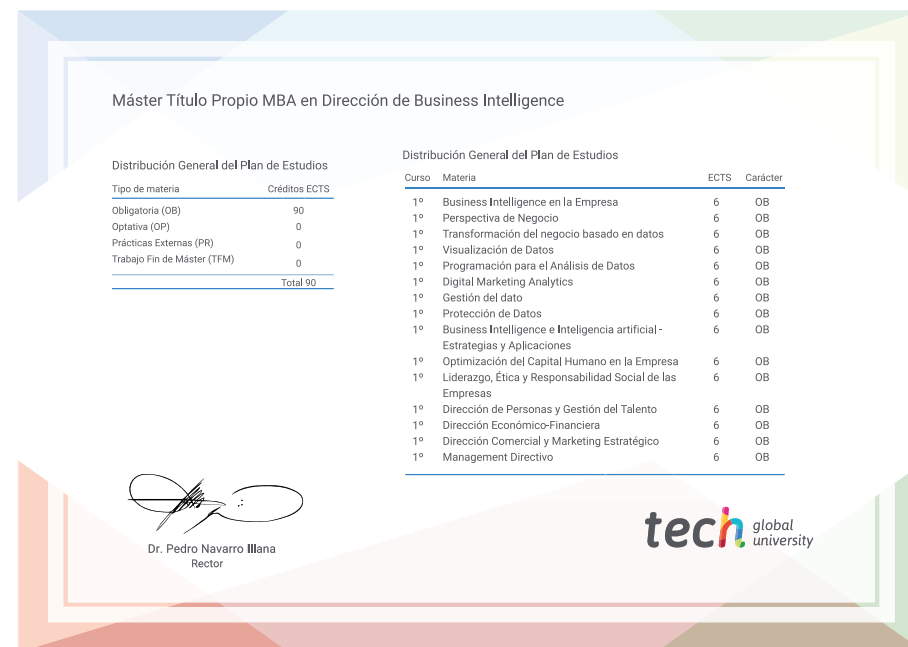 Máster Título Propio MBA en Dirección de Business Intelligence
Distribución General del Plan de Estudios
Tipo de materia Créditos ECTS
Obligatoria (OB) 90
Optativa (OP) 0
Prácticas Externas (PR) 0
Trabajo Fin de Máster (TFM) 0
Total 90
Distribución General del Plan de Estudios
Curso Materia ECTS Carácter
1º Business Intelligence en la Empresa 6 OB
1º Perspectiva de Negocio 6 OB
1º Transformación del negocio basado en datos 6 OB
1º Visualización de Datos 6 OB
1º Programación para el Análisis de Datos 6 OB
1º Digital Marketing Analytics 6 OB
1º Gestión del dato 6 OB
1º Protección de Datos 6 OB
1º Business Intelligence e Inteligencia artificial - 6 OB
Estrategias y Aplicaciones
1º Optimización del Capital Humano en la Empresa 6 OB
1º Liderazgo, Ética y Responsabilidad Social de las 6 OB
Empresas
1º Dirección de Personas y Gestión del Talento 6 OB
1º Dirección Económico-Financiera 6 OB
1º Dirección Comercial y Marketing Estratégico 6 OB
1º Management Directivo 6 OB
Dr. Pedro Navarro Illana
Rector
tech global
university